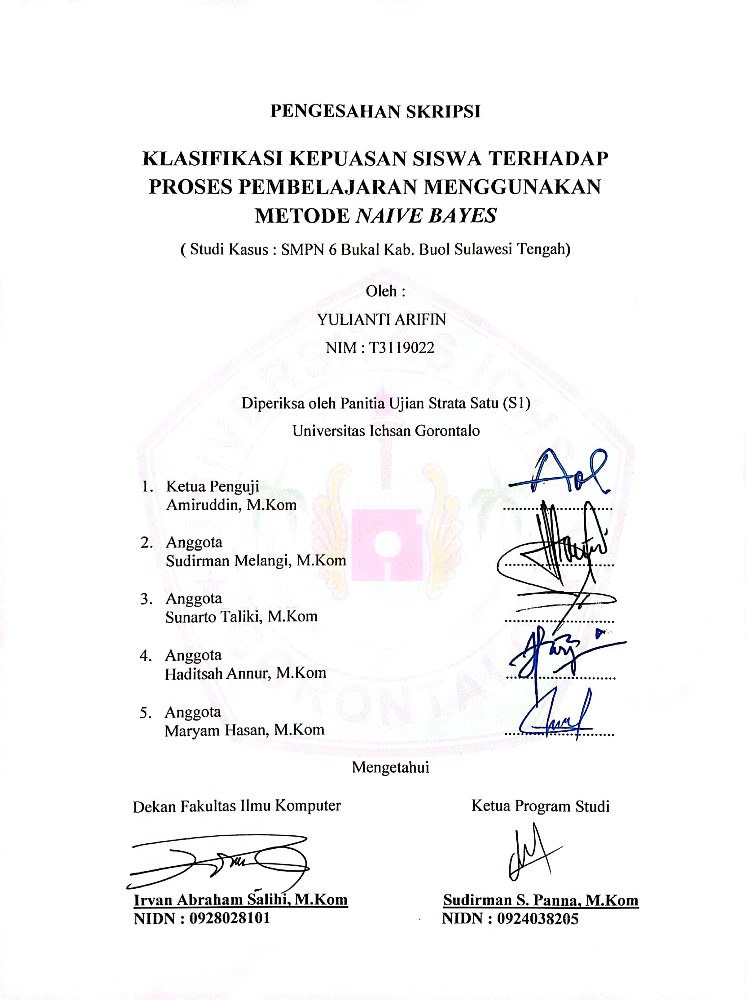 PENGESAHAN SKRIPSI
KLASIFIKASI KEPUASAN SISWA TERHADAP
PROSES PEMBELAJARAN MENGGUNAKAN
METODE NAIVE BAYES
( Studi Kasus : SMPN 6 Bukal Kab. Buol Sulawesi Tengah)
Oleh :
YULIANTI ARIFIN
NIM : T3119022
Diperiksa oleh Panitia Ujian Strata Satu (S1)
Universitas Ichsan Gorontalo
1. Ketua Penguji
Amiruddin, M.Kom
2. Anggota
Sudirman Melangi, M.Kom
3. Anggota
Sunarto Taliki, M.Kom
4. Anggota
Haditsah Annur, M.Kom
5. Anggota
Maryam Hasan, M.Kom
Mengetahui
Dekan Fakultas Ilmu Komputer
Ketua Program Studi
Irvan Abraham Salihi, M.Kom
NIDN : 0928028101
Sudirman S. Panna, M.Kom
NIDN : 0924038205
UNIVERSITAS ICHSAN
GORONTALO